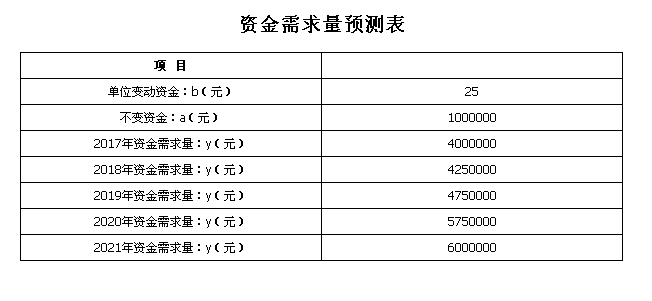 资金需求量预测表
项 目
单位变动资金：b（元） 25
不变资金：a（元） 1000000
2017年资金需求量：y（元） 4000000
2018年资金需求量：y（元） 4250000
2019年资金需求量：y（元） 4750000
2020年资金需求量：y（元） 5750000
2021年资金需求量：y（元） 6000000